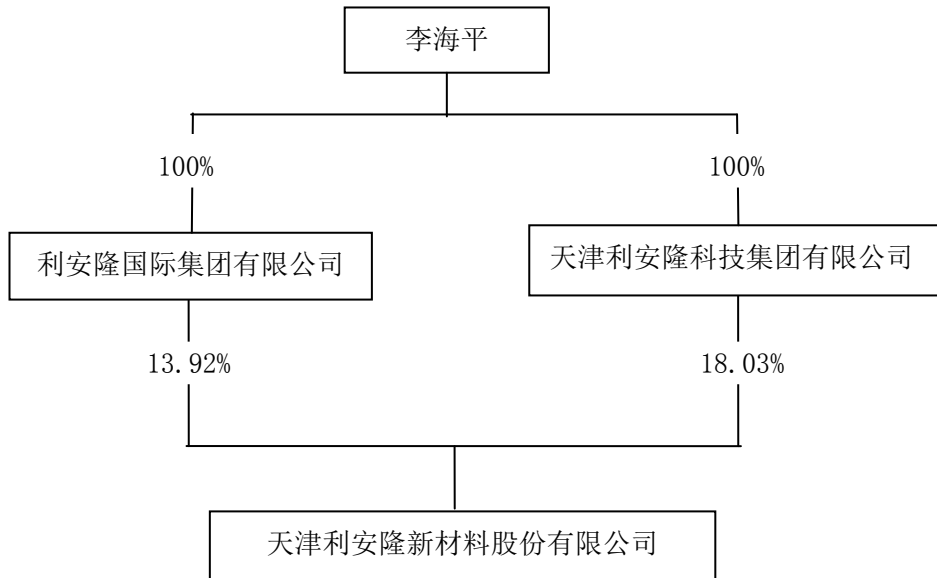 李海平
100%
100%
利安隆国际集团有限公司
天津利安隆科技集团有限公司
13.92%
18.03%
天津利安隆新材料股份有限公司